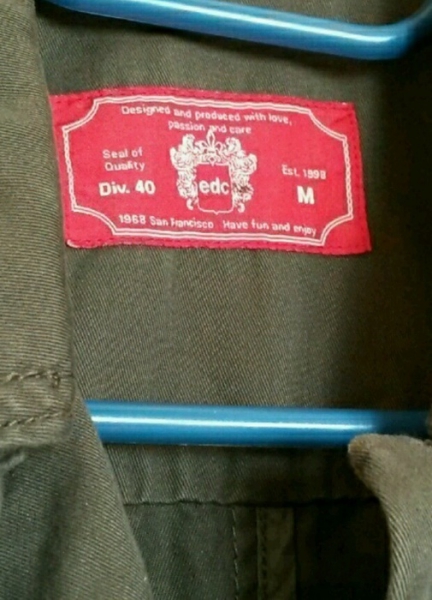 Designed and produced with love,
passion and care
Seal of
Quality
Div. 40
edc
Est. 1998
M
1968 San Francisco Have fun and enjoy